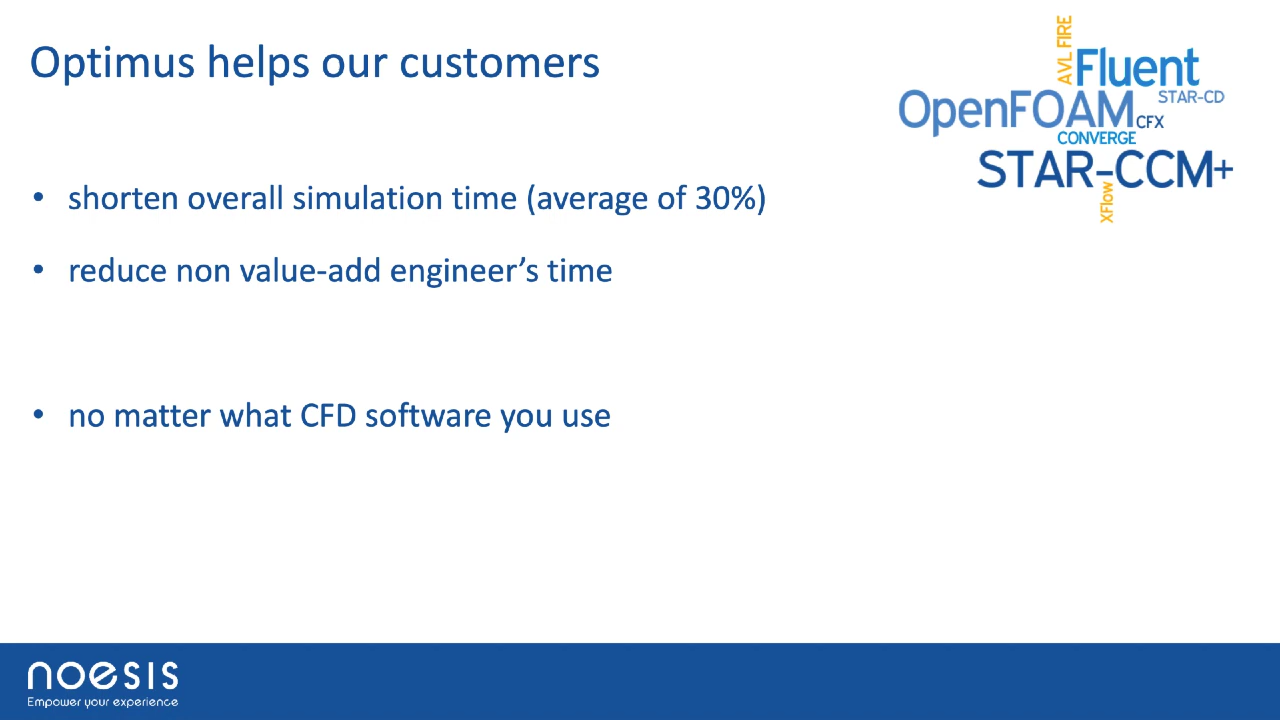 Optimus helps our customers
AVL FIRE
Fluent
STAR-CD
OpenFOAM
CFX
CONVERGE
STAR-CCM+
XFlow
• shorten overall simulation time (average of 30%)
• reduce non value-add engineer’s time
• no matter what CFD software you use
noesis
Empower your experience